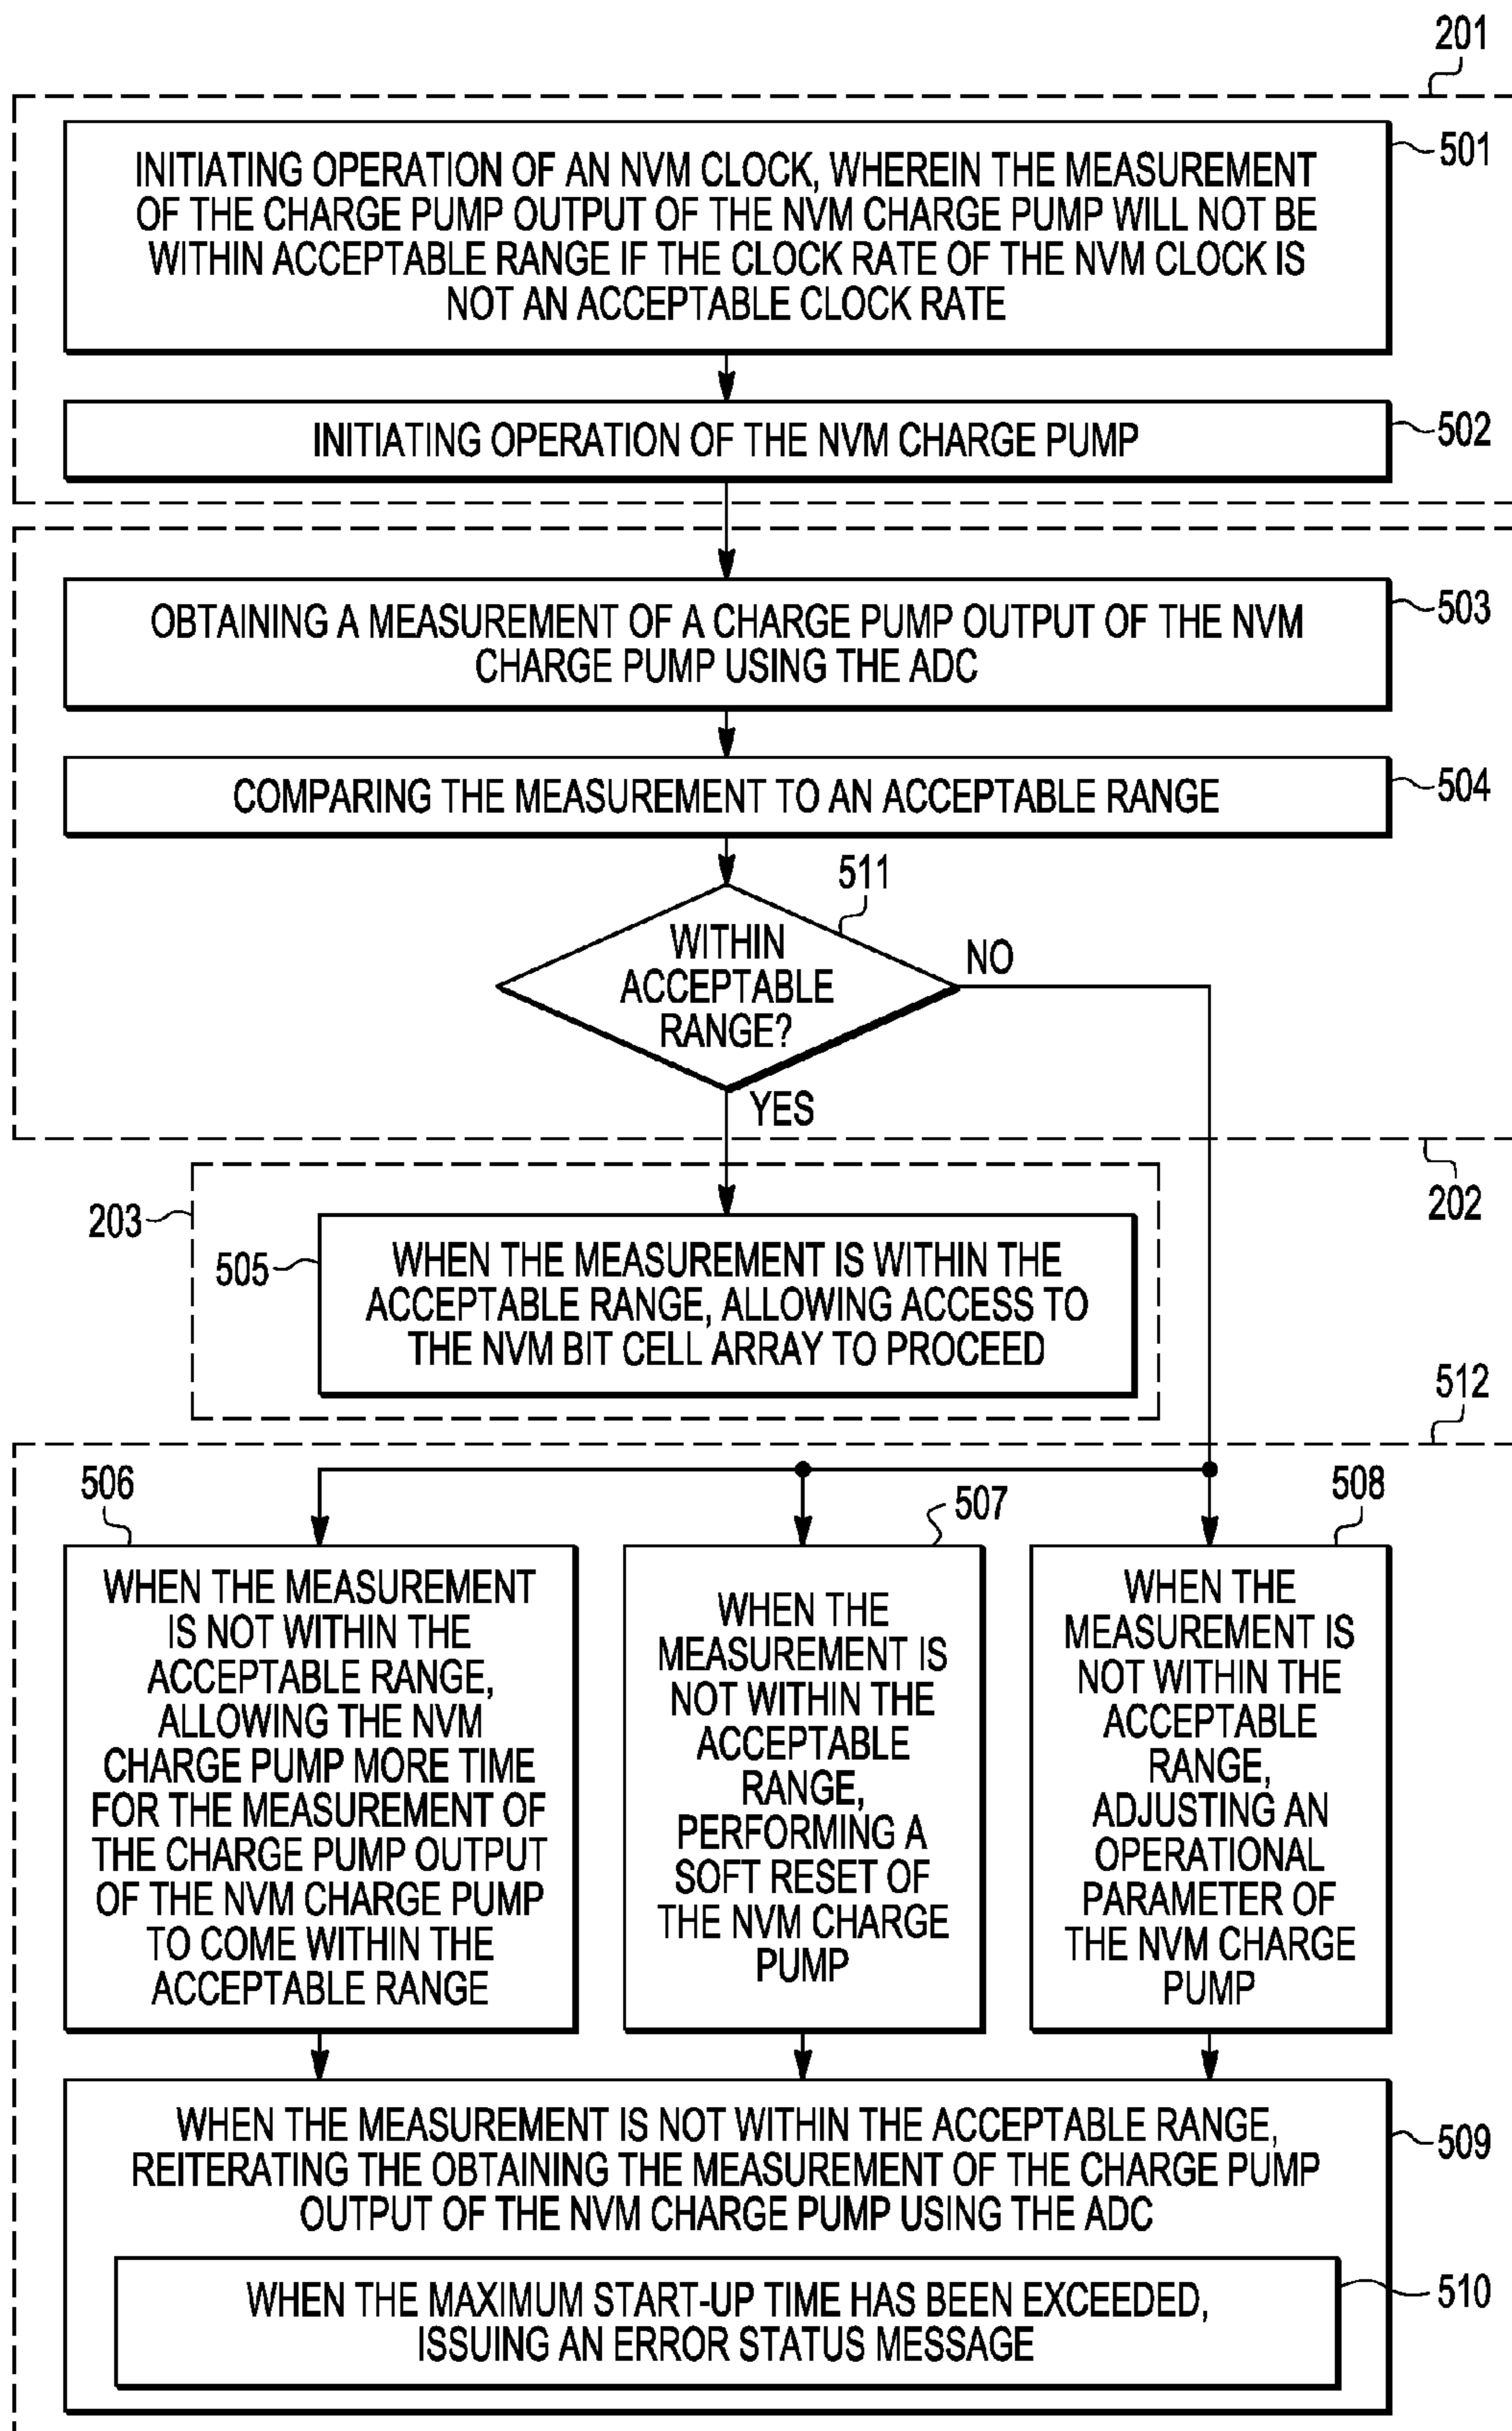 201
INITIATING OPERATION OF AN NVM CLOCK, WHEREIN THE MEASUREMENT
OF THE CHARGE PUMP OUTPUT OF THE NVM CHARGE PUMP WILL NOT BE
WITHIN ACCEPTABLE RANGE IF THE CLOCK RATE OF THE NVM CLOCK IS
NOT AN ACCEPTABLE CLOCK RATE
501
INITIATING OPERATION OF THE NVM CHARGE PUMP
502
OBTAINING A MEASUREMENT OF A CHARGE PUMP OUTPUT OF THE NVM
CHARGE PUMP USING THE ADC
503
COMPARING THE MEASUREMENT TO AN ACCEPTABLE RANGE
504
511
WITHIN
ACCEPTABLE
RANGE?
NO
YES
202
203
505
WHEN THE MEASUREMENT IS WITHIN THE
ACCEPTABLE RANGE, ALLOWING ACCESS TO
THE NVM BIT CELL ARRAY TO PROCEED
512
506
WHEN THE MEASUREMENT
IS NOT WITHIN THE
ACCEPTABLE RANGE,
ALLOWING THE NVM
CHARGE PUMP MORE TIME
FOR THE MEASUREMENT OF
THE CHARGE PUMP OUTPUT
OF THE NVM CHARGE PUMP
TO COME WITHIN THE
ACCEPTABLE RANGE
507
WHEN THE
MEASUREMENT IS
NOT WITHIN THE
ACCEPTABLE
RANGE,
PERFORMING A
SOFT RESET OF
THE NVM CHARGE
PUMP
508
WHEN THE
MEASUREMENT IS
NOT WITHIN THE
ACCEPTABLE
RANGE,
ADJUSTING AN
OPERATIONAL
PARAMETER OF
THE NVM CHARGE
PUMP
WHEN THE MEASUREMENT IS NOT WITHIN THE ACCEPTABLE RANGE,
REITERATING THE OBTAINING THE MEASUREMENT OF THE CHARGE PUMP
OUTPUT OF THE NVM CHARGE PUMP USING THE ADC
509
WHEN THE MAXIMUM START-UP TIME HAS BEEN EXCEEDED,
ISSUING AN ERROR STATUS MESSAGE
510